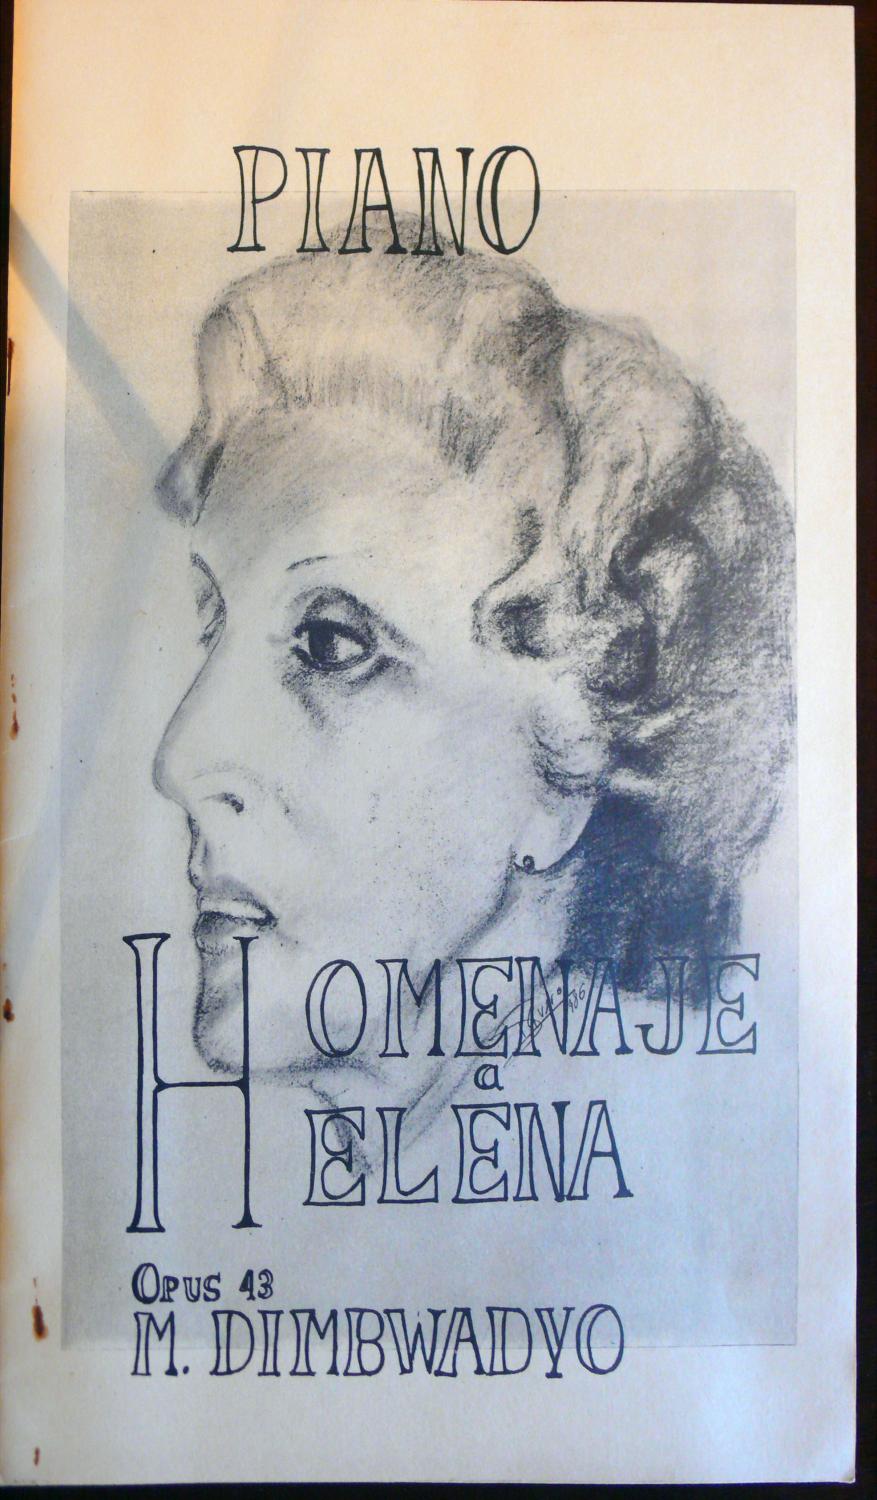 PIANO
HOMENAJE
a
HELENA
OPUS 43
M. DIMBWADYO